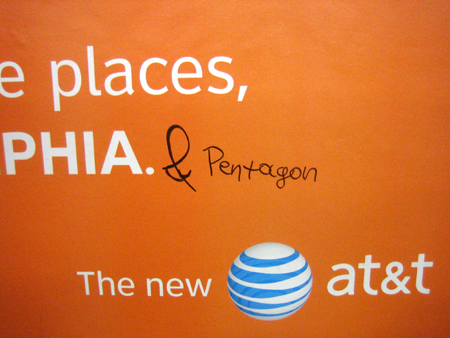 e places,
PHIA. & Pentagon
The new at&t